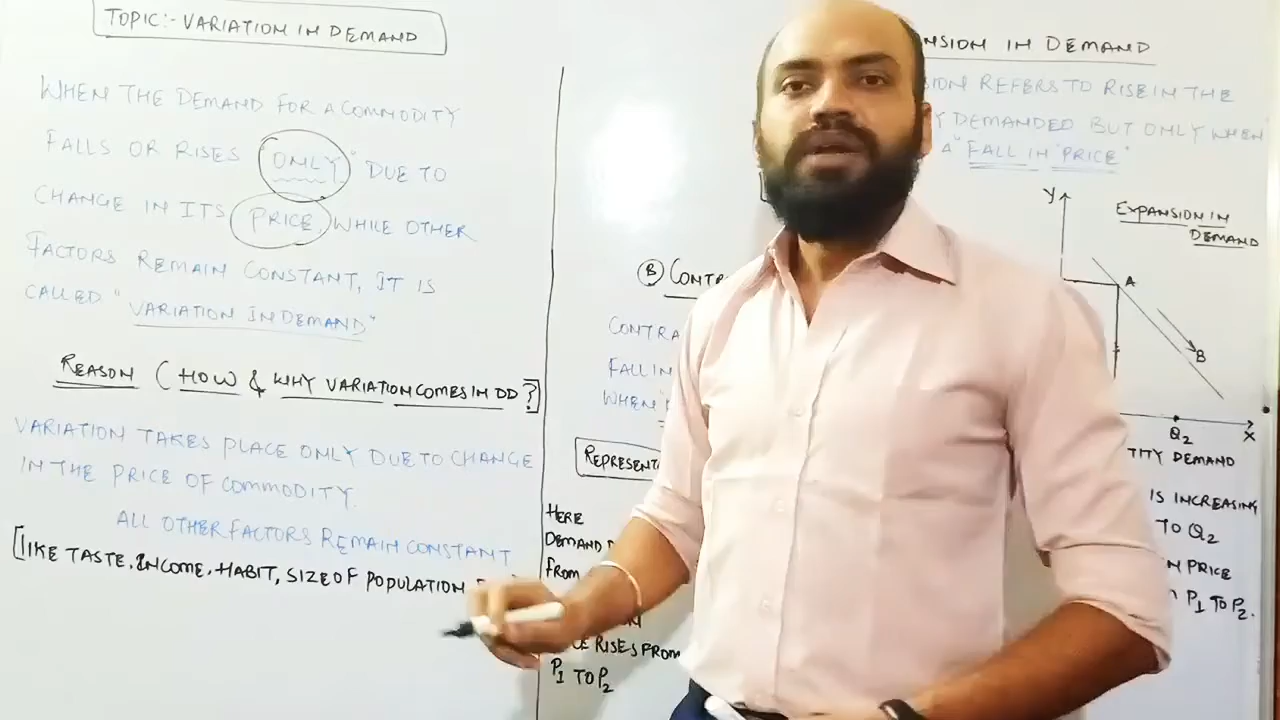 TOPIC:- VARIATION IN DEMAND
WHEN THE DEMAND FOR A COMMODITY
FALLS OR RISES "ONLY" DUE TO
CHANGE IN ITS PRICE, WHILE OTHER
FACTORS REMAIN CONSTANT, IT IS
CALLED "VARIATION IN DEMAND"
REASON (HOW & WHY VARIATION COMES IN DD?
VARIATION TAKES PLACE ONLY DUE TO CHANGE
IN THE PRICE OF COMMODITY.
ALL OTHER FACTORS REMAIN CONSTANT
[LIKE TASTE, INCOME, HABIT, SIZE OF POPULATION
NSION IN DEMAND
ION REFERS TO RISE IN THE
Y DEMANDED BUT ONLY WHEN
A "FALL IN PRICE"
(B) CONTR
CONTRA
FALL IN
WHEN
REPRESENT
HERE
DEMAND
FROM
E RISES FROM
P1 TO P2
Y
EXPANSION IN
DEMAND
A
B
Q2
X
TITY DEMAND
IS INCREASING
TO Q2
N PRICE
P1 TO P2.